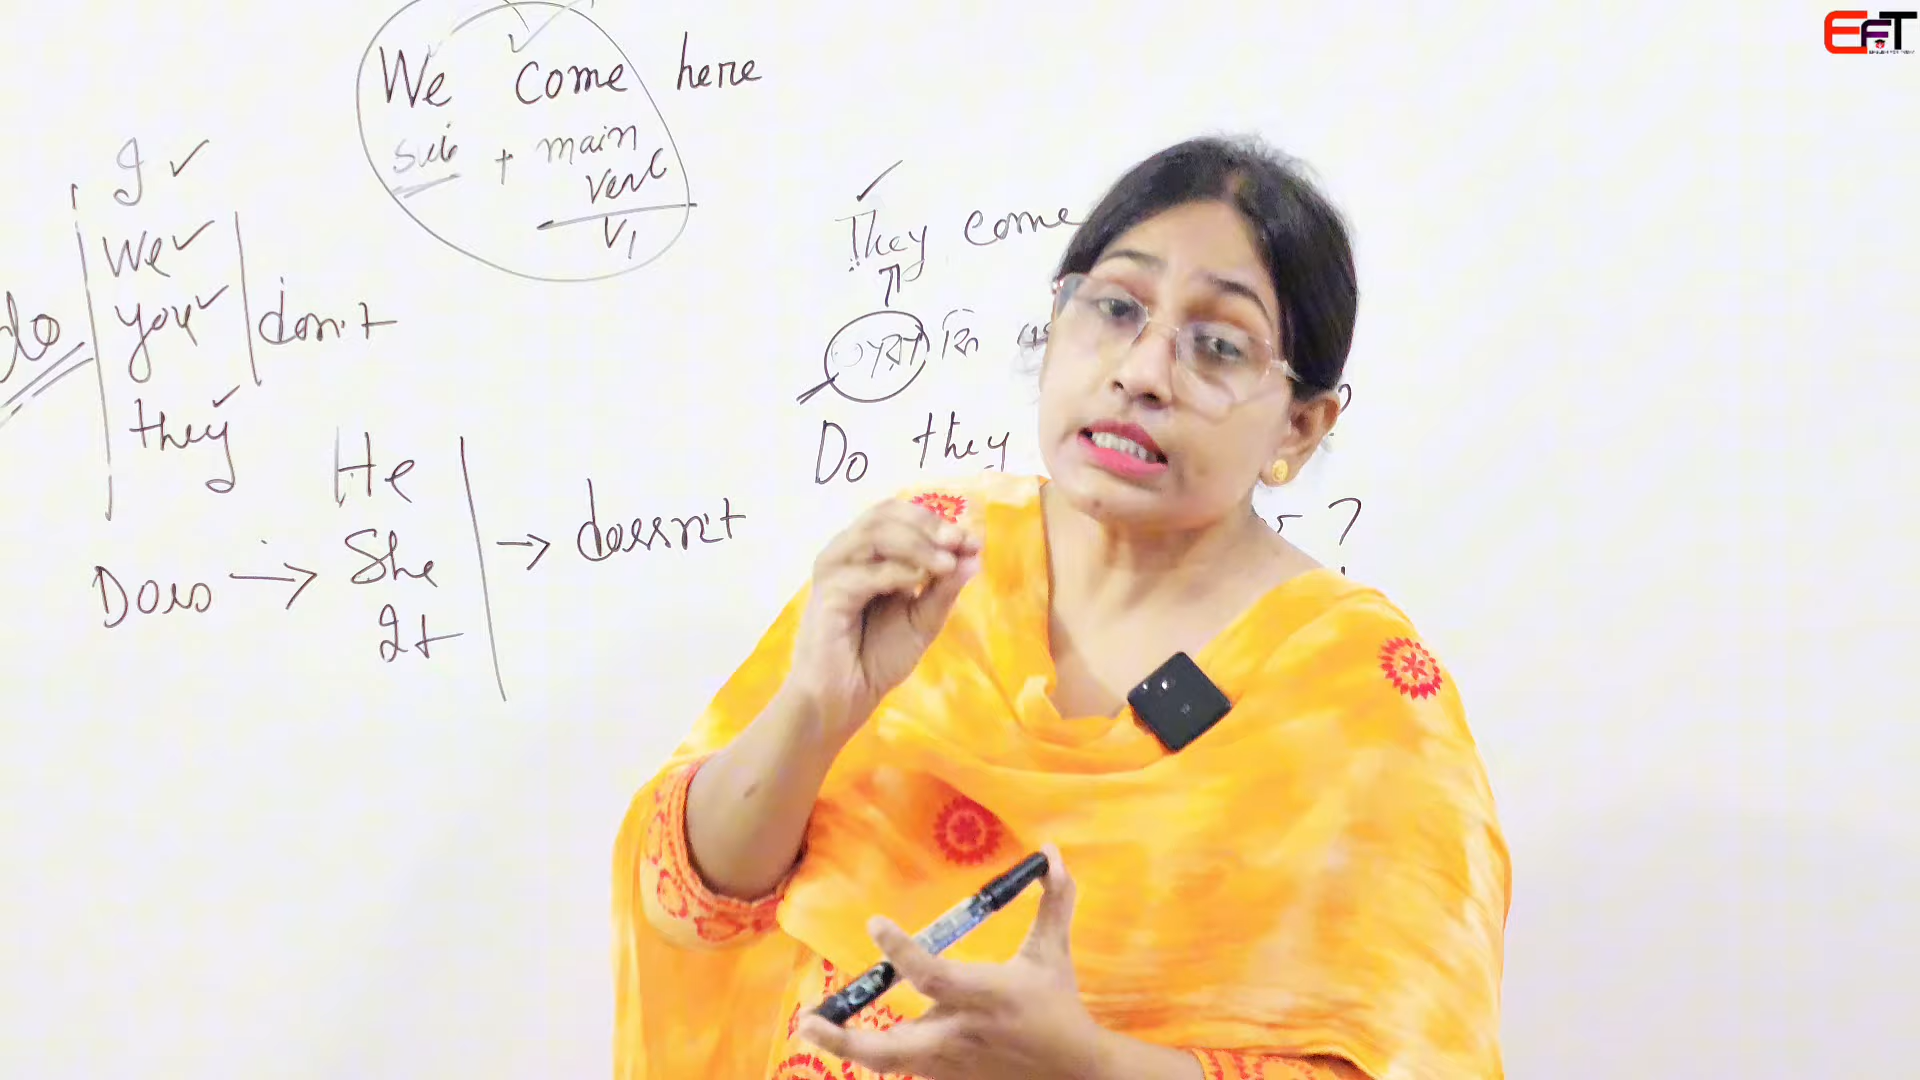 EFT
We come here
sub + main
verb
V1
I
We
do you don't
they
He
Does → She → doesn't
It
They come
Do they
?